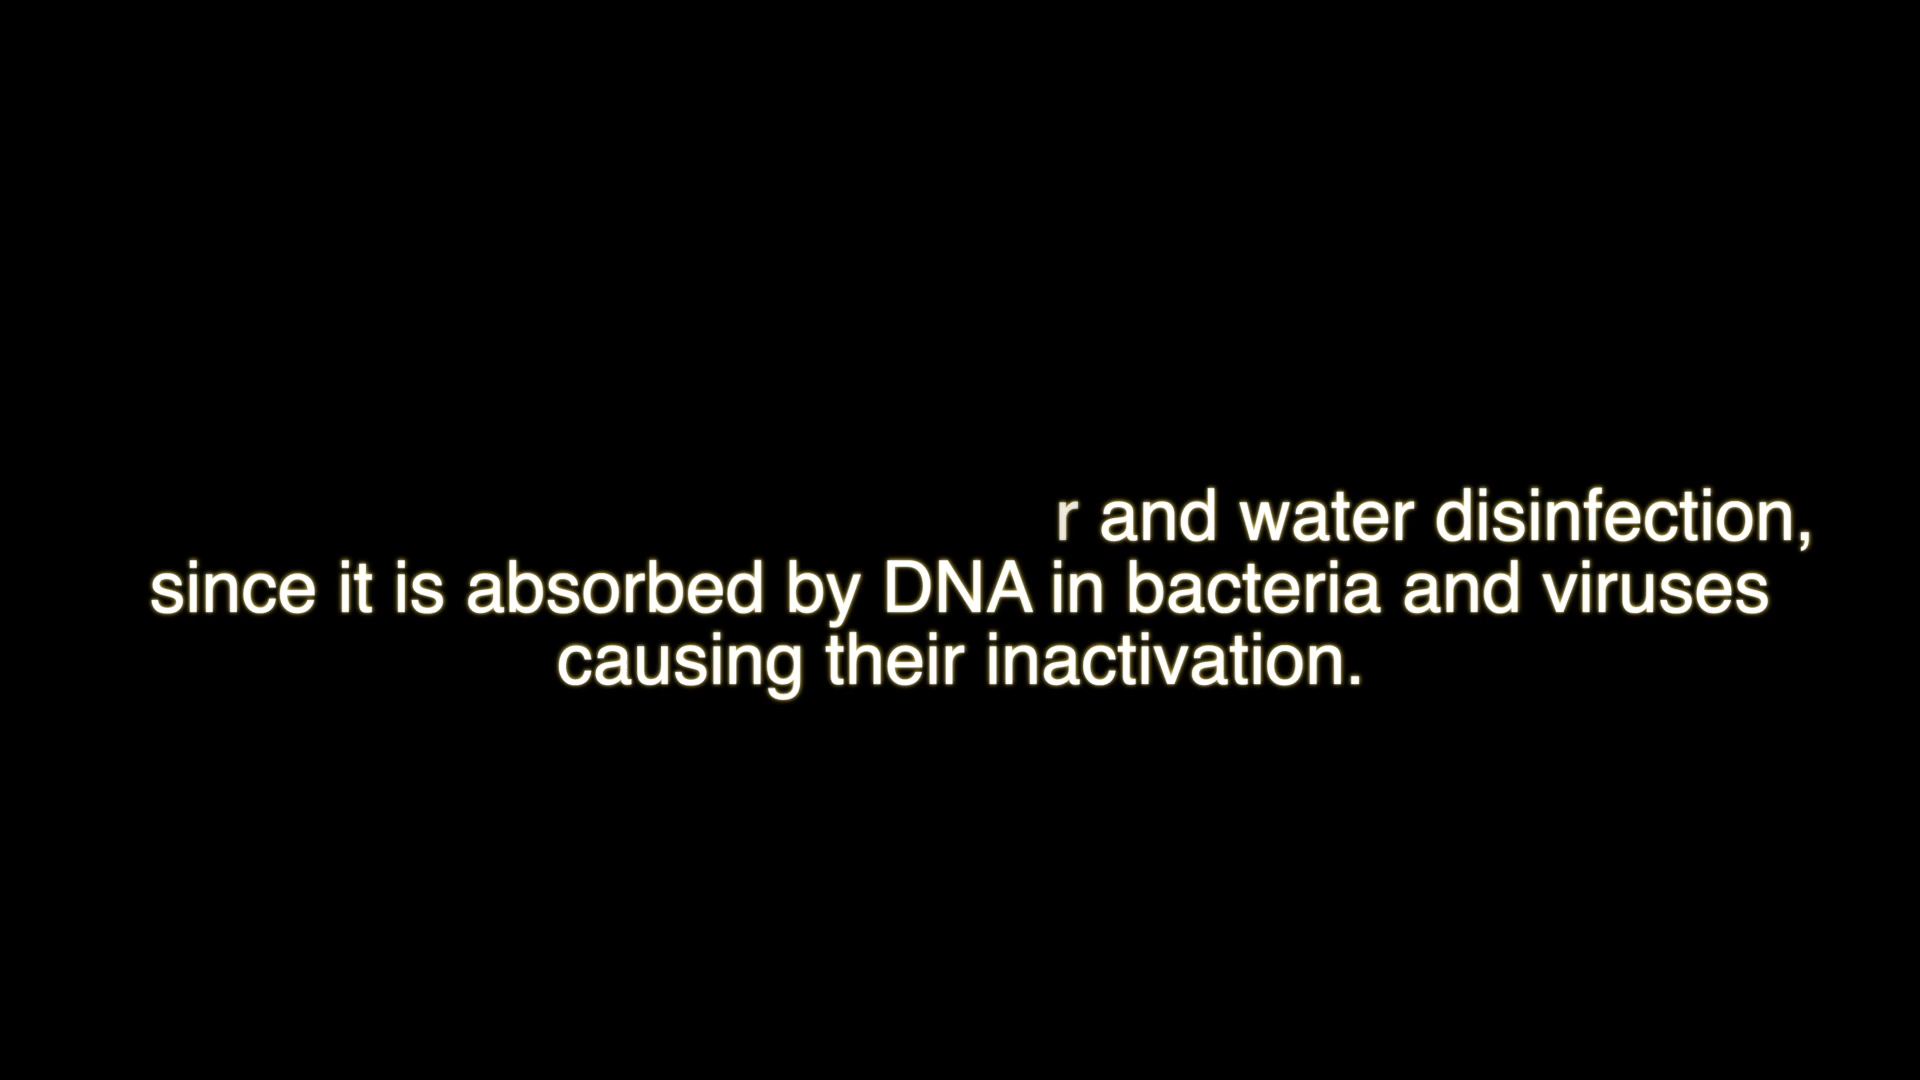 r and water disinfection,
since it is absorbed by DNA in bacteria and viruses
causing their inactivation.